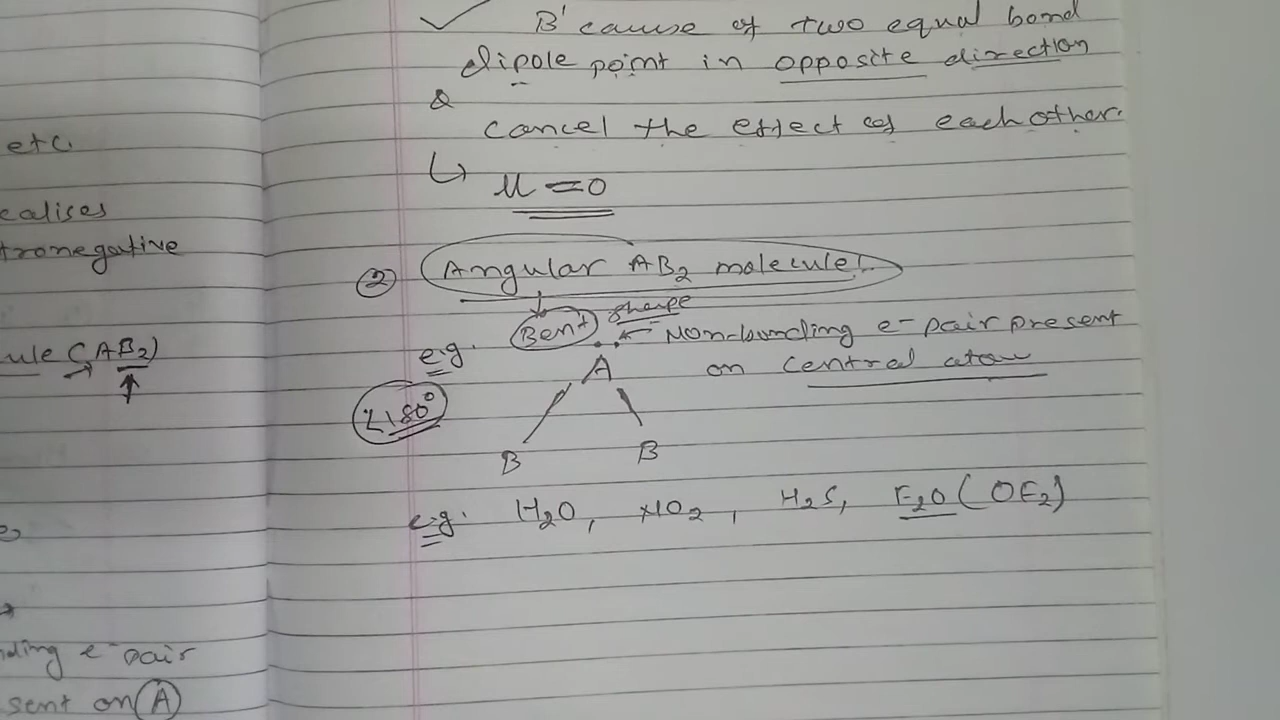 etc.
ealises
tronegative
ule (AB₂)
nding e⁻ pair
sent on (A)
✓ B'cause of two equal bond
dipole point in opposite direction
&
cancel the effect of each other.
↳ μ = 0
② Angular AB₂ molecule!
Bent shape
e.g. ← Non-bonding e⁻ pair present
A on central atom
∠180°
B B
e.g. H₂O, NO₂, H₂S, F₂O (OF₂)